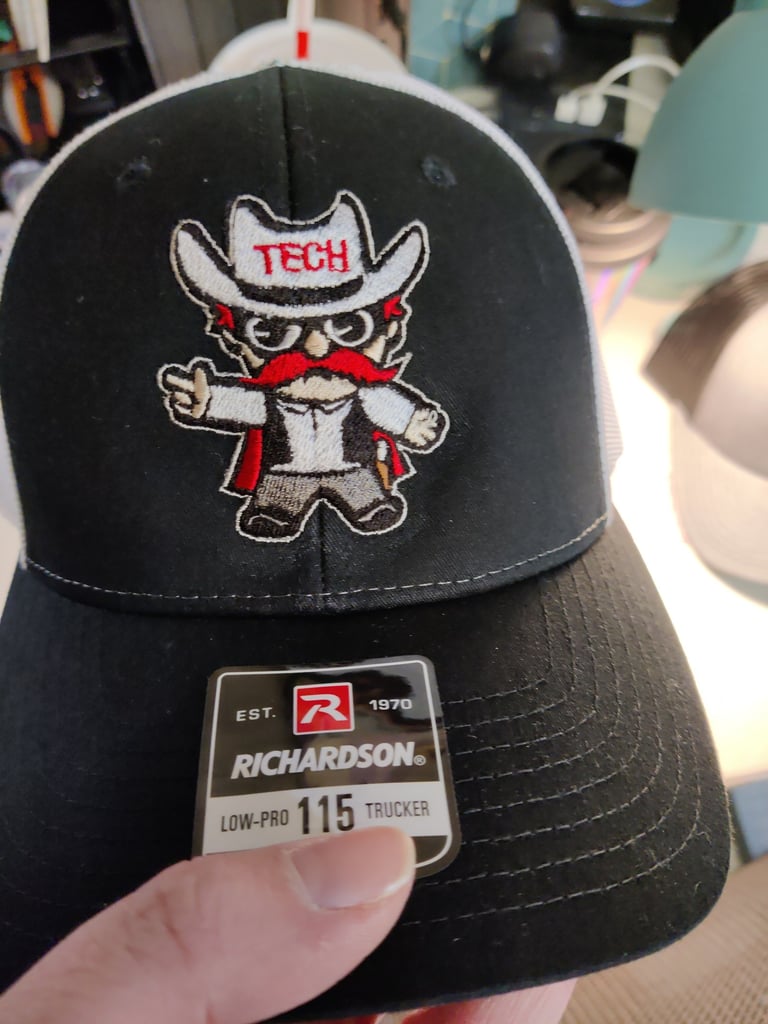 TECH
EST. R 1970
RICHARDSON®
LOW-PRO 115 TRUCKER